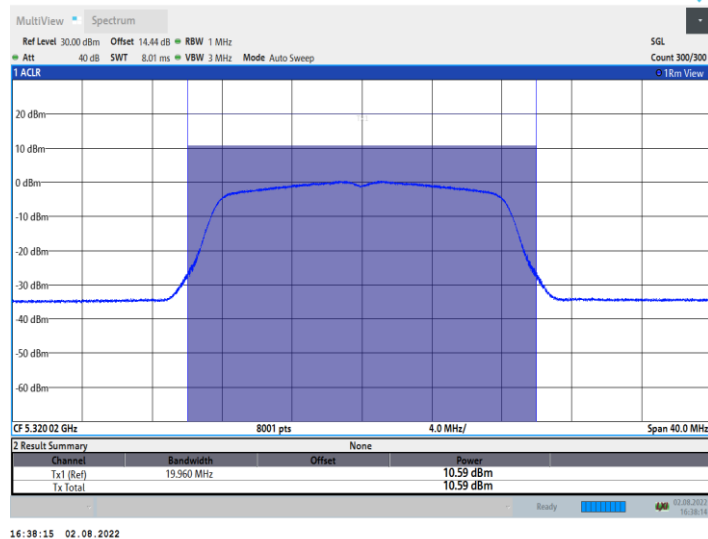 MultiView Spectrum
Ref Level 30.00 dBm Offset 14.44 dB RBW 1 MHz SGL
Att 40 dB SWT 8.01 ms VBW 3 MHz Mode Auto Sweep Count 300/300
1 ACLR 1Rm View
20 dBm
10 dBm
0 dBm
-10 dBm
-20 dBm
-30 dBm
-40 dBm
-50 dBm
-60 dBm
CF 5.32002 GHz 8001 pts 4.0 MHz/ Span 40.0 MHz
2 Result Summary None
Channel Bandwidth Offset Power
Tx1 (Ref) 19.960 MHz 10.59 dBm
Tx Total 10.59 dBm
Ready 02.08.2022
16:38:14
16:38:15 02.08.2022